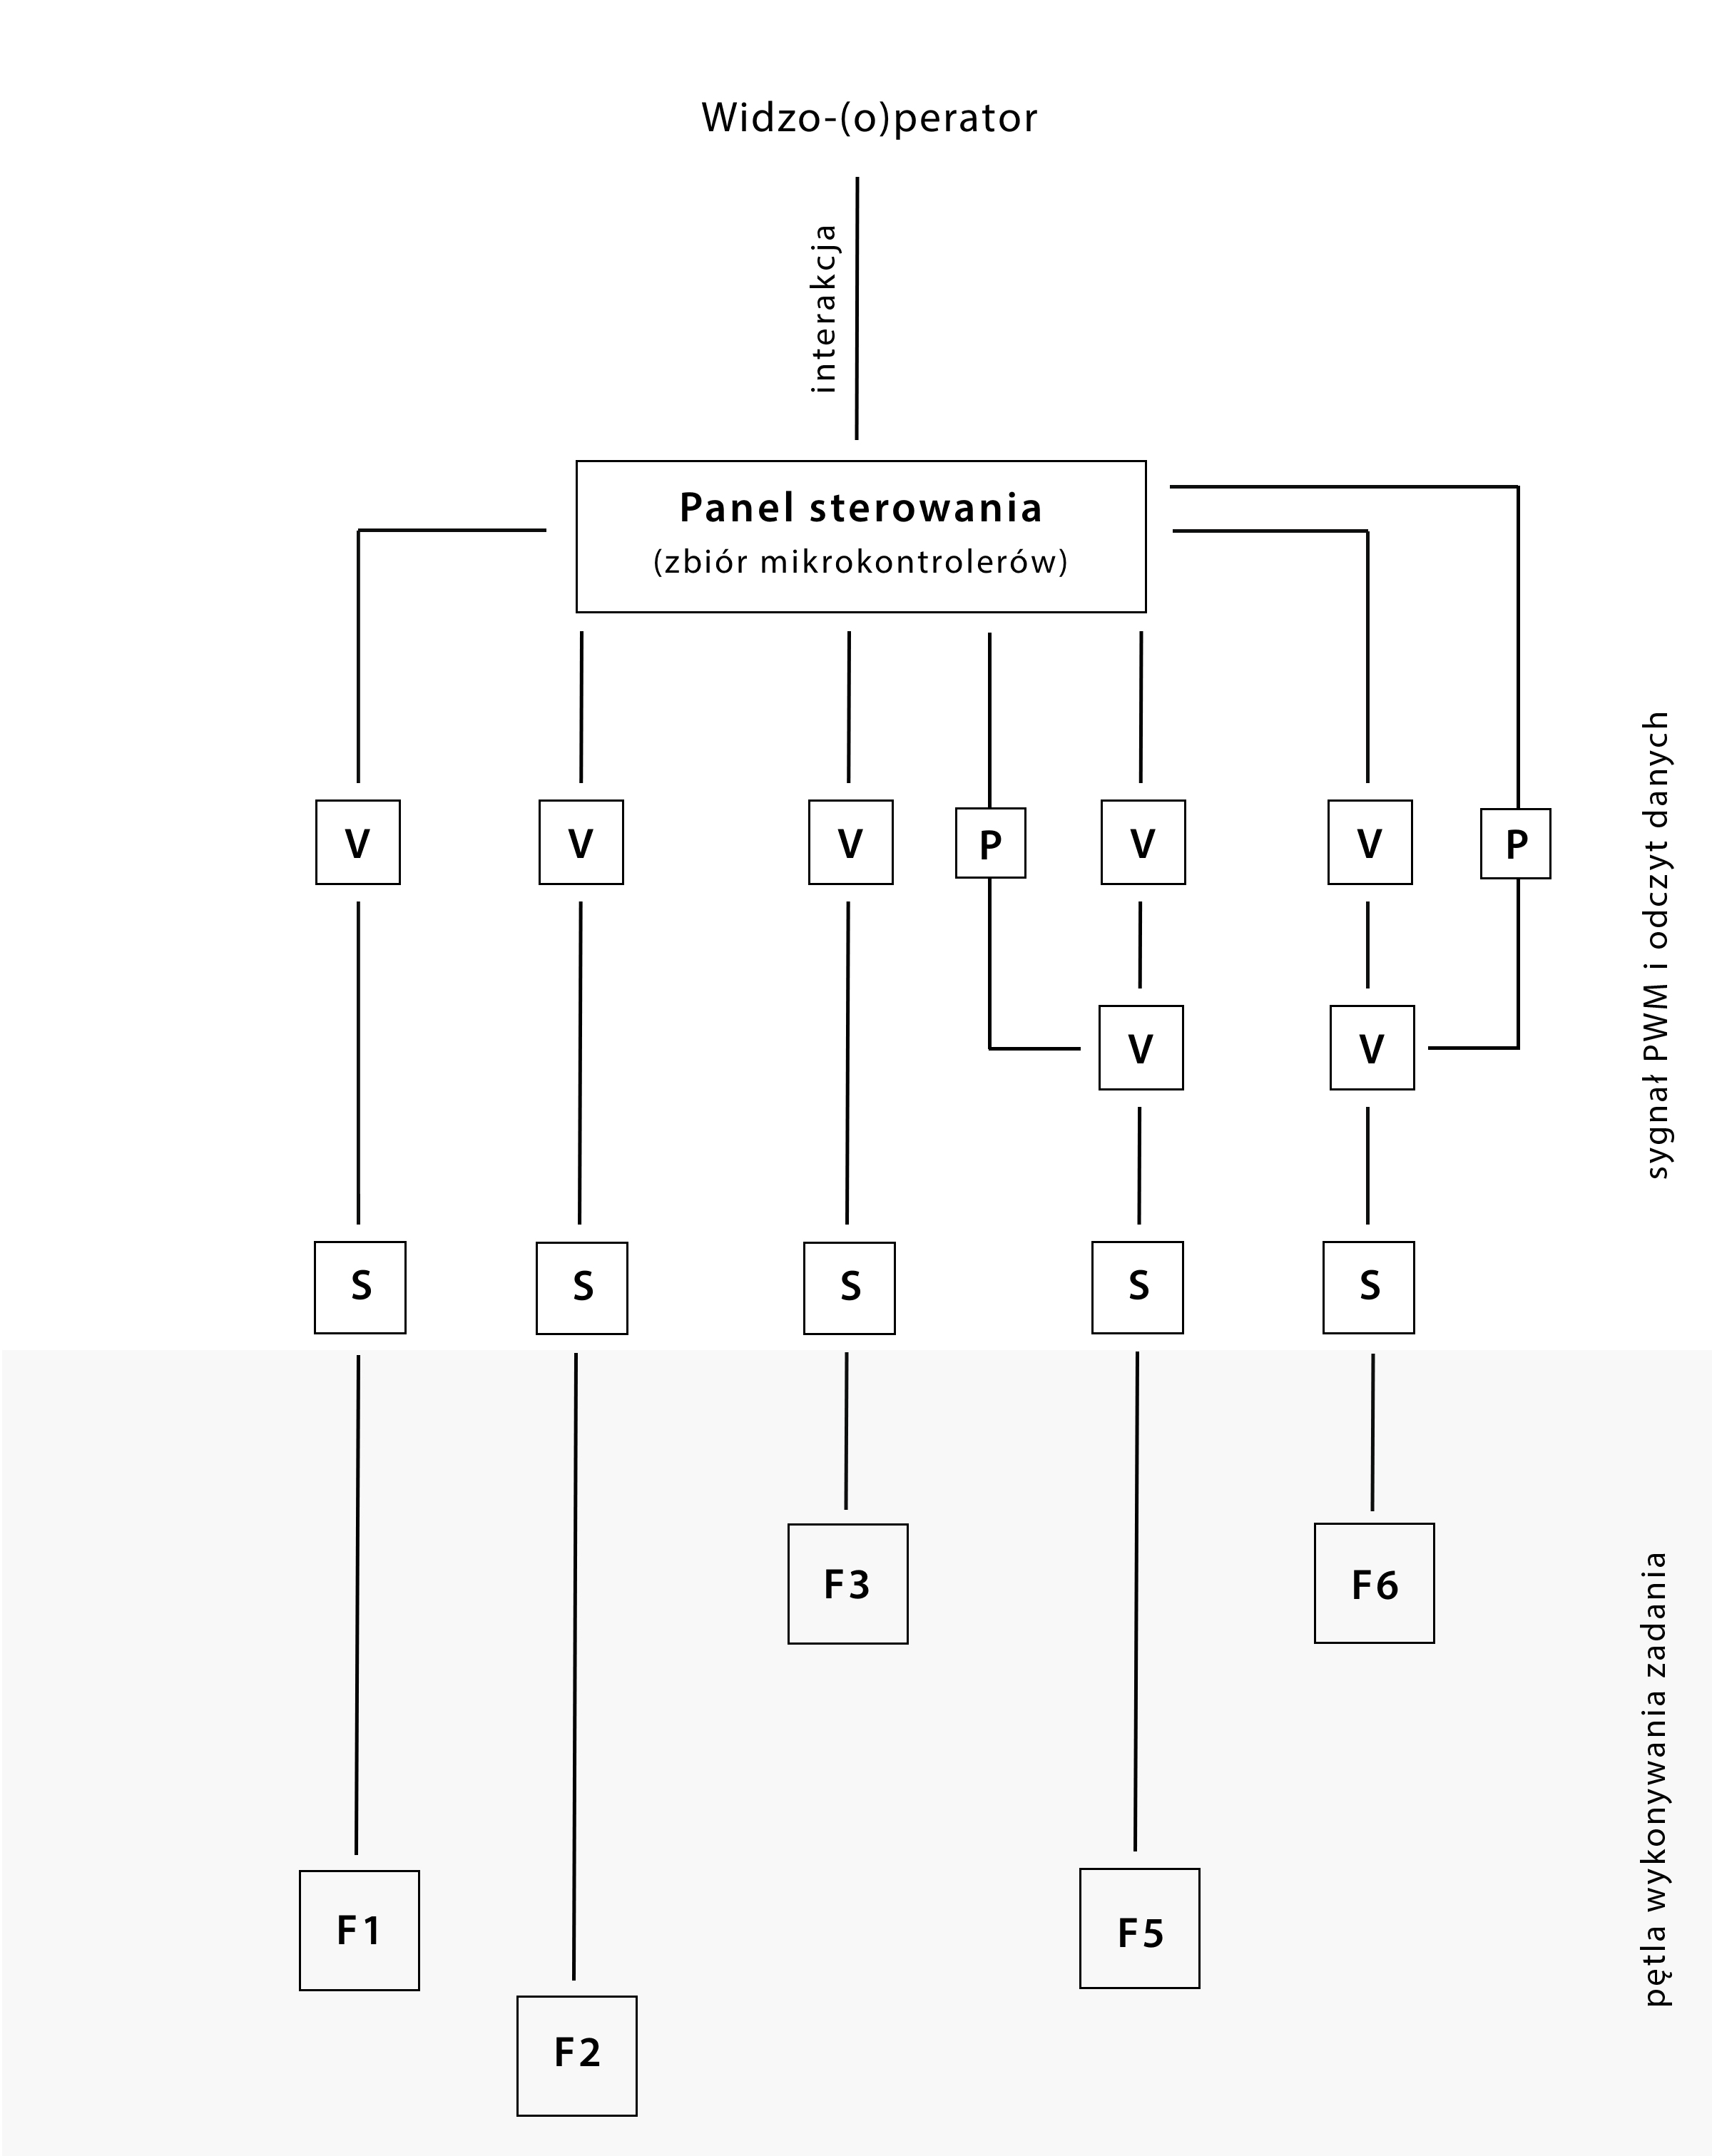 Widzo-(o)perator
interakcja
Panel sterowania
(zbiór mikrokontrolerów)
V V V P V V P
V V
sygnał PWM i odczyt danych
S S S S S
F3 F6
pętla wykonywania zadania
F1 F5
F2